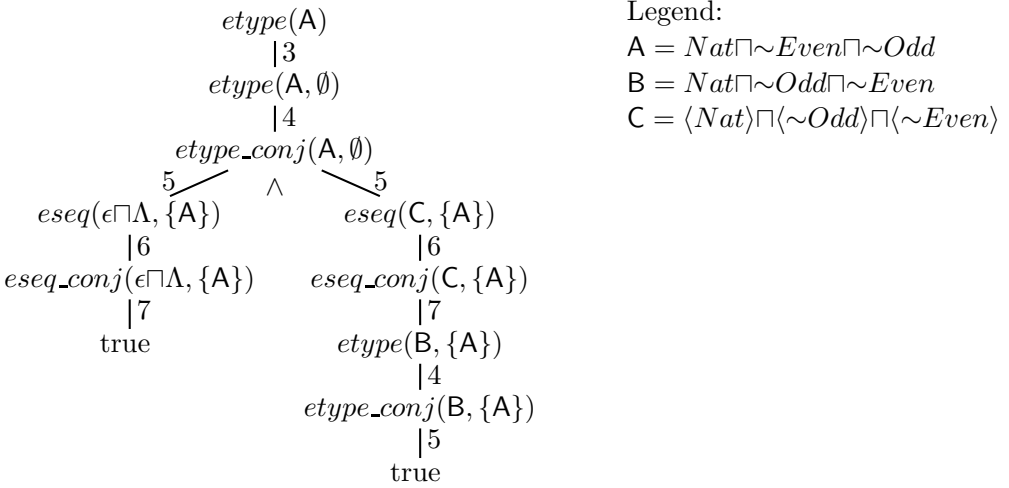 etype(A)
3
etype(A, ∅)
4
etype_conj(A, ∅)
5 ∧ 5
eseq(ϵ⊓Λ, {A}) eseq(C, {A})
6 6
eseq_conj(ϵ⊓Λ, {A}) eseq_conj(C, {A})
7 7
true etype(B, {A})
4
etype_conj(B, {A})
5
true
Legend:
A = Nat⊓∼Even⊓∼Odd
B = Nat⊓∼Odd⊓∼Even
C = ⟨Nat⟩⊓⟨∼Odd⟩⊓⟨∼Even⟩